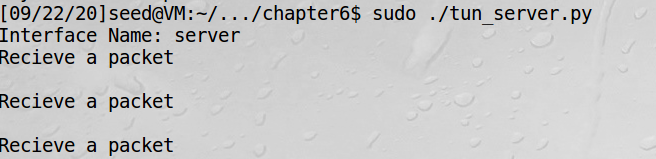 [09/22/20]seed@VM:~/.../chapter6$ sudo ./tun_server.py
Interface Name: server
Recieve a packet
Recieve a packet
Recieve a packet